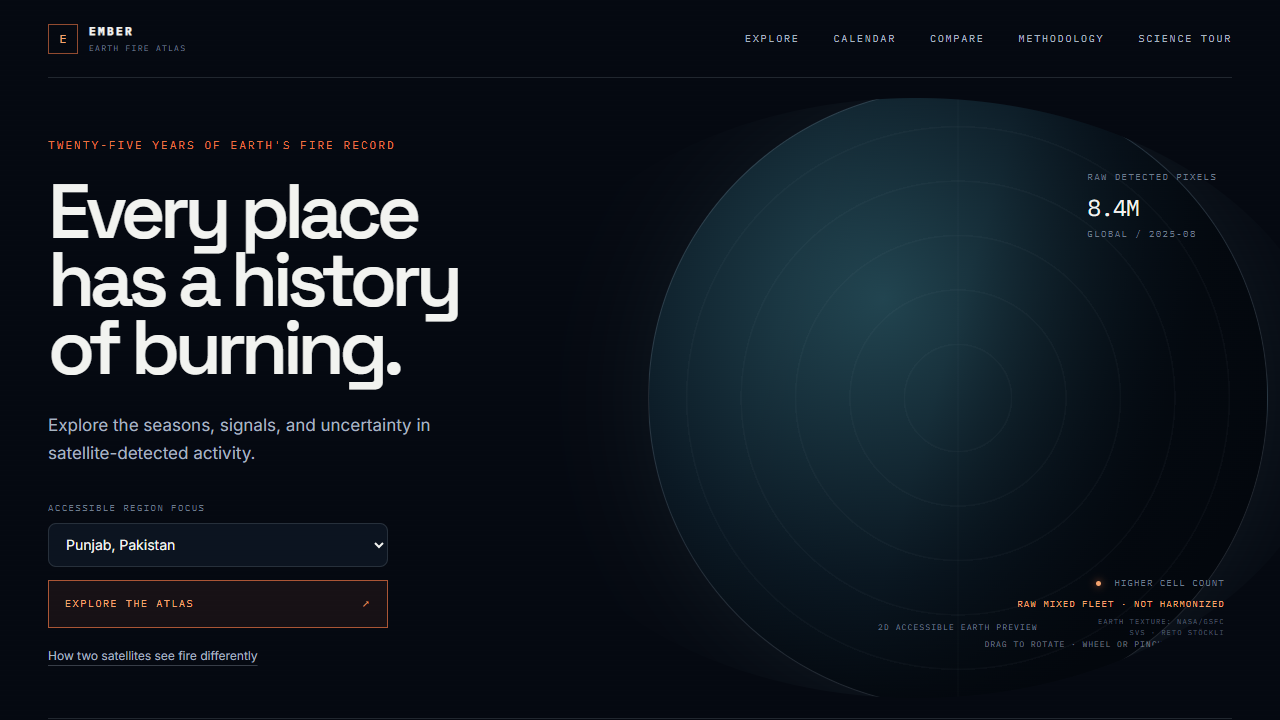 E
EMBER
EARTH FIRE ATLAS
EXPLORE
CALENDAR
COMPARE
METHODOLOGY
SCIENCE TOUR
TWENTY-FIVE YEARS OF EARTH'S FIRE RECORD
Every place
has a history
of burning.
Explore the seasons, signals, and uncertainty in
satellite-detected activity.
ACCESSIBLE REGION FOCUS
Punjab, Pakistan
EXPLORE THE ATLAS ↗
How two satellites see fire differently
RAW DETECTED PIXELS
8.4M
GLOBAL / 2025-08
HIGHER CELL COUNT
RAW MIXED FLEET · NOT HARMONIZED
EARTH TEXTURE: NASA/GSFC
SVS · RETO STÖCKLI
2D ACCESSIBLE EARTH PREVIEW
DRAG TO ROTATE · WHEEL OR